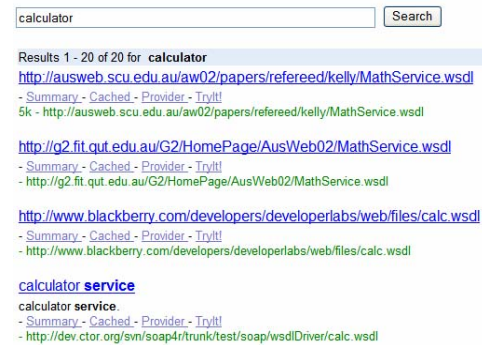 calculator Search
Results 1 - 20 of 20 for calculator
http://ausweb.scu.edu.au/aw02/papers/refereed/kelly/MathService.wsdl
- Summary - Cached - Provider - TryIt!
5k - http://ausweb.scu.edu.au/aw02/papers/refereed/kelly/MathService.wsdl
http://g2.fit.qut.edu.au/G2/HomePage/AusWeb02/MathService.wsdl
- Summary - Cached - Provider - TryIt!
- http://g2.fit.qut.edu.au/G2/HomePage/AusWeb02/MathService.wsdl
http://www.blackberry.com/developers/developerlabs/web/files/calc.wsdl
- Summary - Cached - Provider - TryIt!
- http://www.blackberry.com/developers/developerlabs/web/files/calc.wsdl
calculator service
calculator service.
- Summary - Cached - Provider - TryIt!
- http://dev.ctor.org/svn/soap4r/trunk/test/soap/wsdlDriver/calc.wsdl